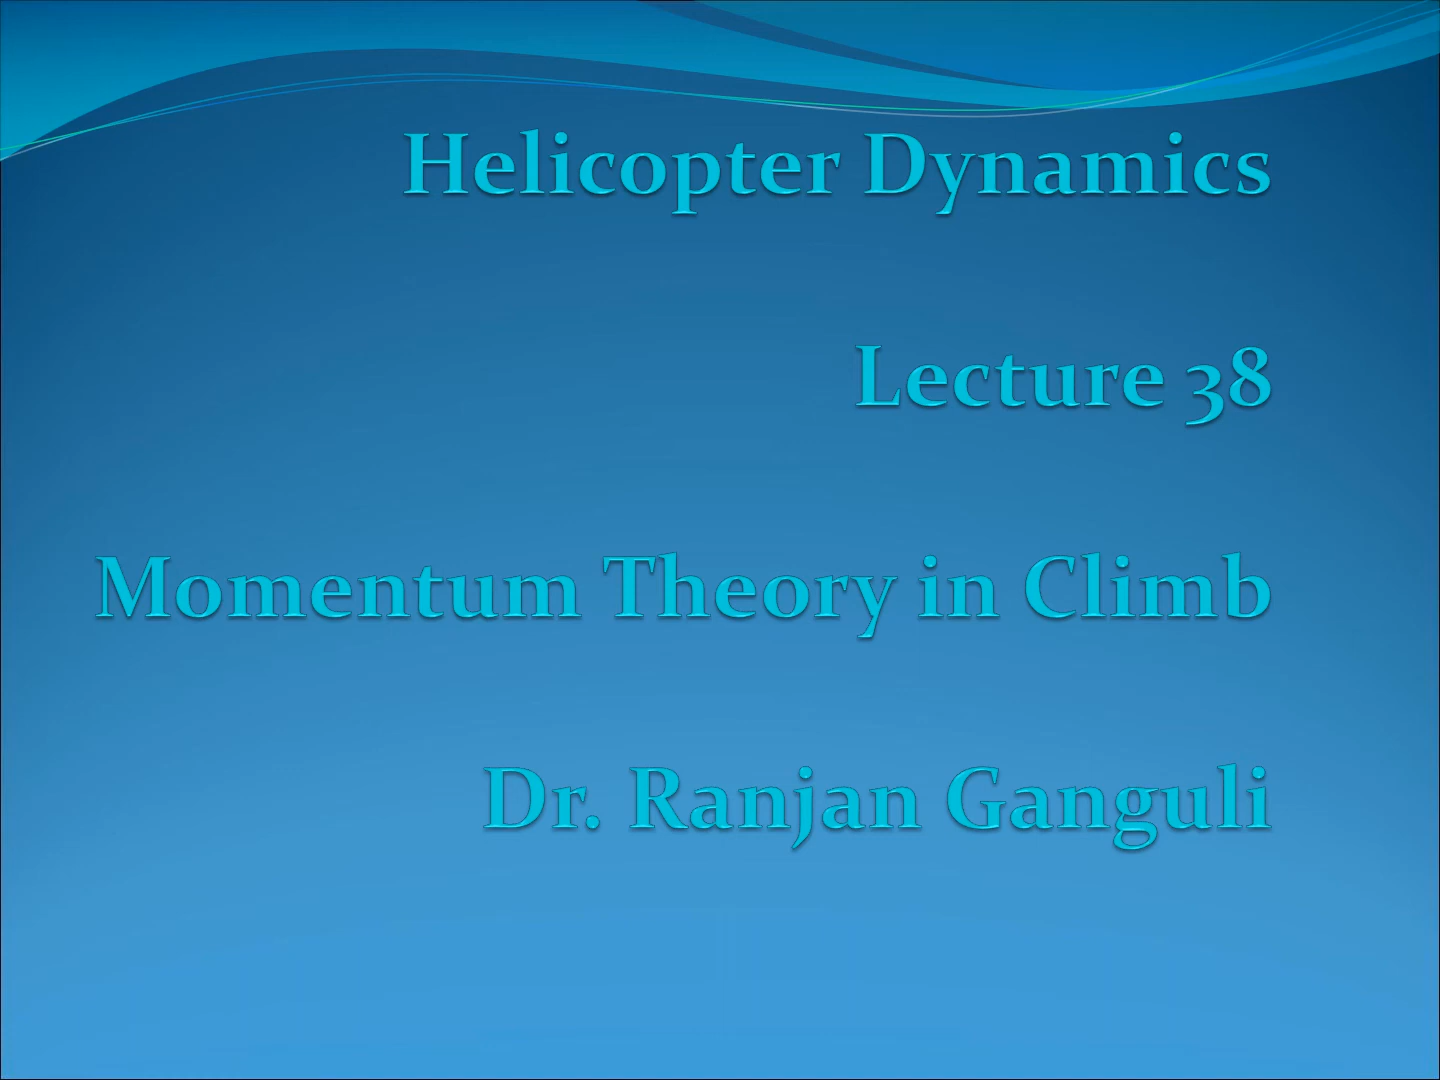 Helicopter Dynamics
Lecture 38
Momentum Theory in Climb
Dr. Ranjan Ganguli